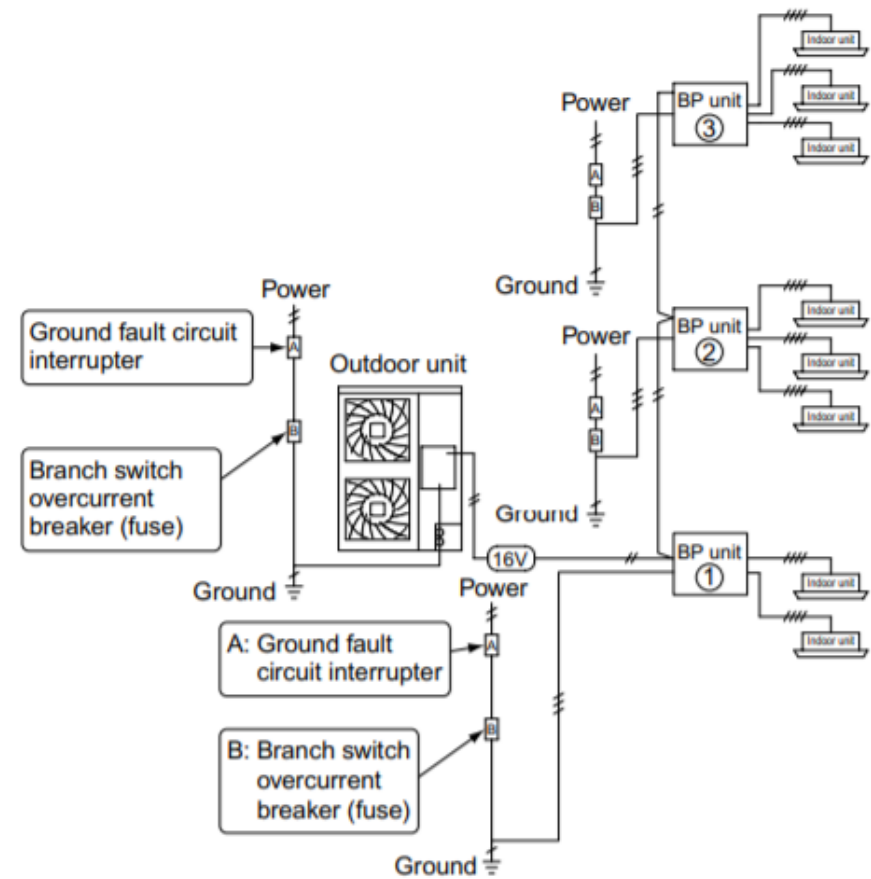 Indoor unit
Indoor unit
Indoor unit
Power
BP unit
③
A
B
Ground
Power
Ground fault circuit
interrupter
A
Branch switch
overcurrent
breaker (fuse)
B
Ground
Outdoor unit
Indoor unit
Indoor unit
Indoor unit
Power
BP unit
②
A
B
Ground
16V
BP unit
①
Indoor unit
Indoor unit
Power
A: Ground fault
circuit interrupter
A
B: Branch switch
overcurrent
breaker (fuse)
B
Ground